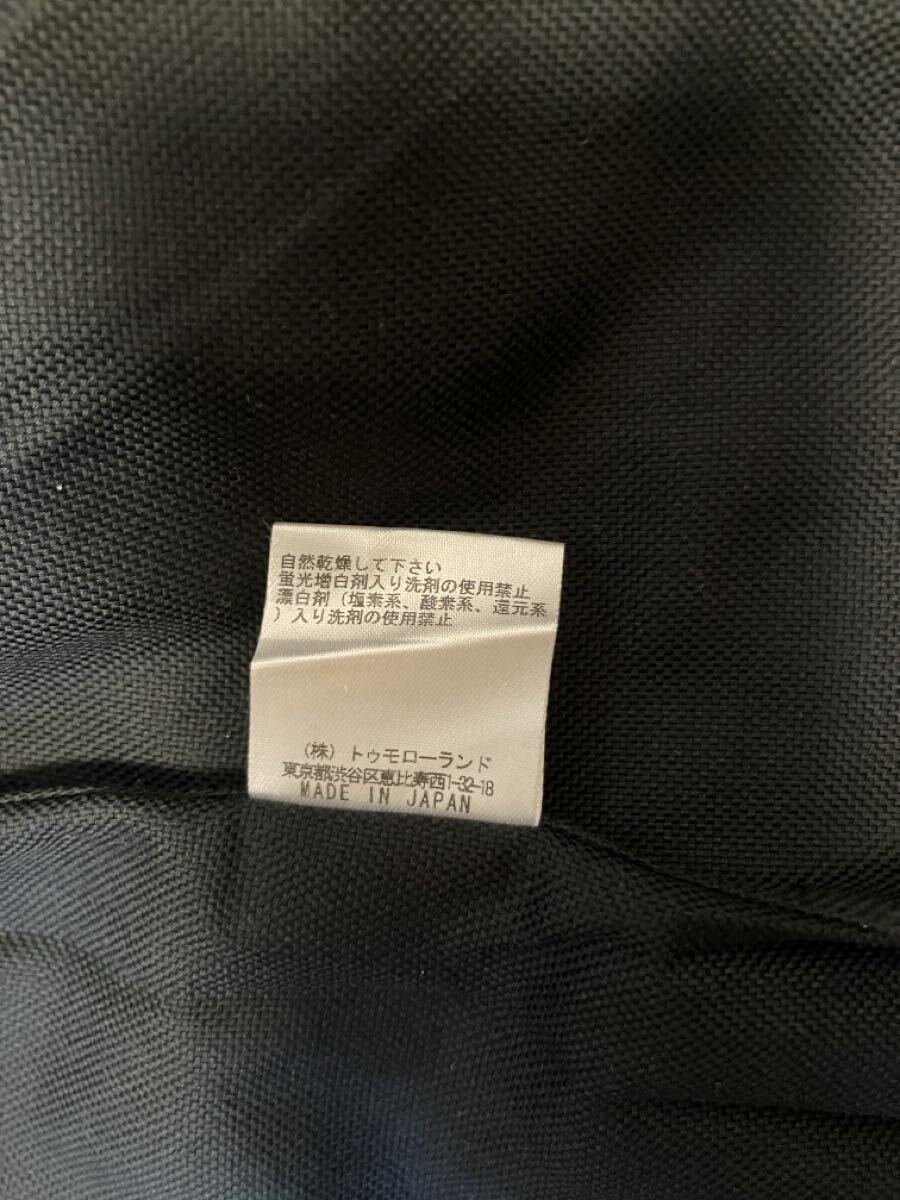 自然乾燥して下さい
蛍光増白剤入り洗剤の使用禁止
漂白剤（塩素系、酸素系、還元系
）入り洗剤の使用禁止
（株）トゥモローランド
東京都渋谷区恵比寿西1-32-18
MADE IN JAPAN